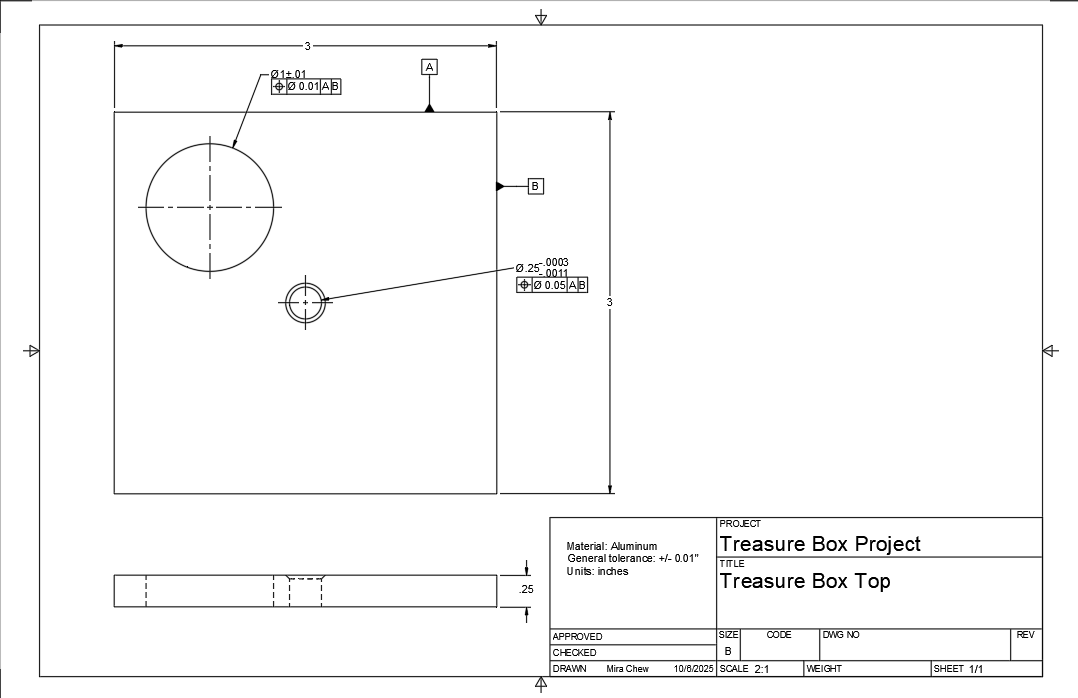 3
Ø1±.01
⌖ Ø 0.01 A B
A
B
Ø.25 -.0003
-.0011
⌖ Ø 0.05 A B
3
.25
Material: Aluminum
General tolerance: +/- 0.01"
Units: inches
PROJECT
Treasure Box Project
TITLE
Treasure Box Top
APPROVED
CHECKED
DRAWN Mira Chew 10/6/2025
SIZE CODE DWG NO REV
B
SCALE 2:1 WEIGHT SHEET 1/1